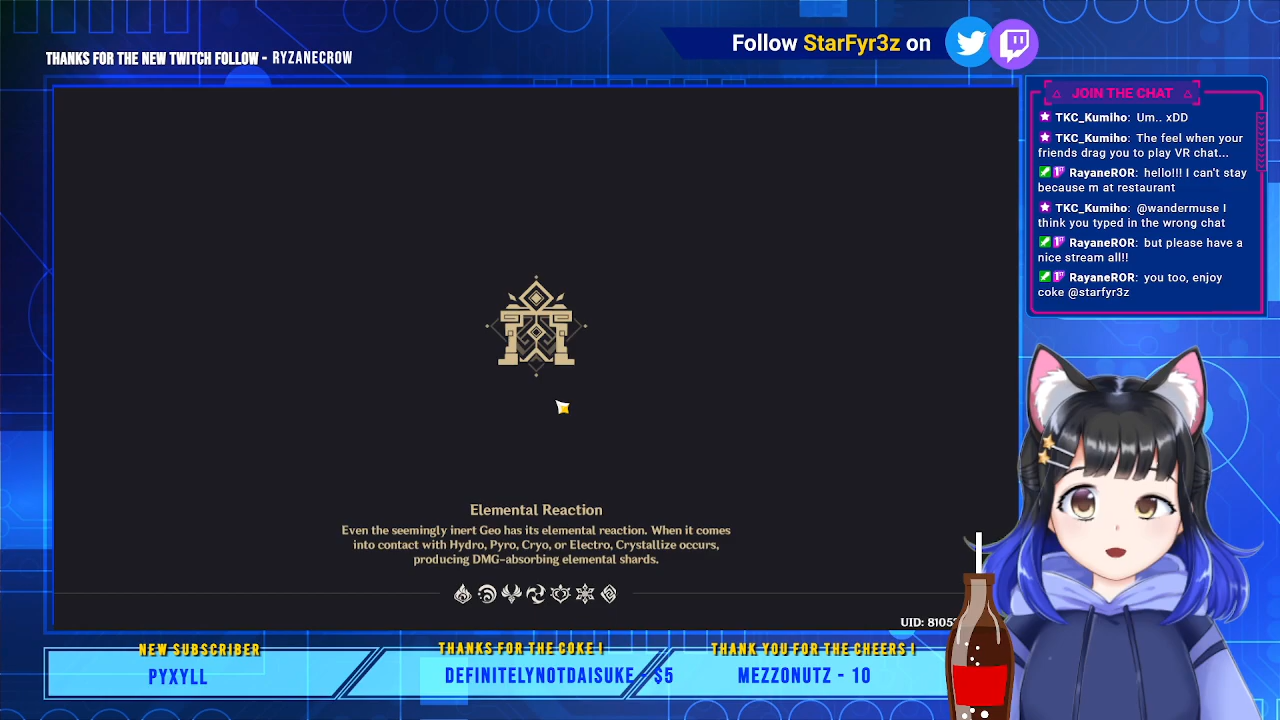 THANKS FOR THE NEW TWITCH FOLLOW - RYZANECROW
Follow StarFyr3z on
JOIN THE CHAT
TKC_Kumiho: Um.. xDD
TKC_Kumiho: The feel when your
friends drag you to play VR chat...
RayaneROR: hello!!! I can't stay
because m at restaurant
TKC_Kumiho: @wandermuse I
think you typed in the wrong chat
RayaneROR: but please have a
nice stream all!!
RayaneROR: you too, enjoy
coke @starfyr3z
Elemental Reaction
Even the seemingly inert Geo has its elemental reaction. When it comes
into contact with Hydro, Pyro, Cryo, or Electro, Crystallize occurs,
producing DMG-absorbing elemental shards.
UID: 8105
NEW SUBSCRIBER
PYXYLL
THANKS FOR THE COKE !
DEFINITELYNOTDAISUKE - $5
THANK YOU FOR THE CHEERS !
MEZZONUTZ - 10